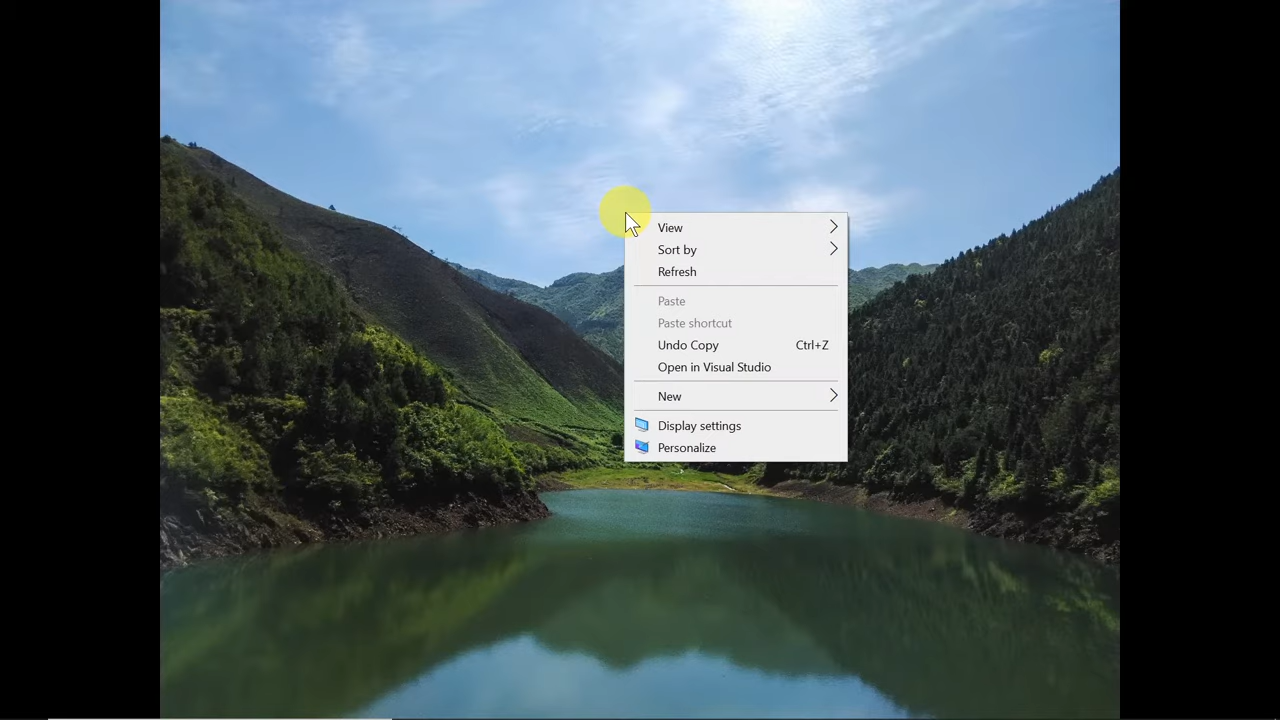 View
Sort by
Refresh
Paste
Paste shortcut
Undo Copy Ctrl+Z
Open in Visual Studio
New
Display settings
Personalize